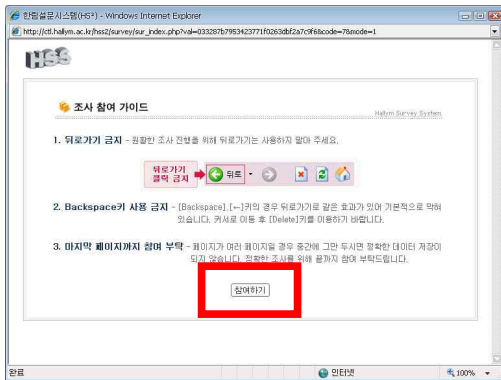 한림설문시스템(HS³) - Windows Internet Explorer
http://ctl.hallym.ac.kr/hss2/survey/sur_index.php?val=033287b7953423771f0263dbf2a7c9f6&code=78&mode=1
HSS
조사 참여 가이드
Hallym Survey System
1. 뒤로가기 금지 - 원활한 조사 진행을 위해 뒤로가기는 사용하지 말아 주세요.
뒤로가기
클릭 금지
뒤로
2. Backspace키 사용 금지 - [Backspace].[←]키의 경우 뒤로가기로 같은 효과가 있어 기본적으로 막혀
있습니다. 커서로 이동 후 [Delete]키를 이용하기 바랍니다.
3. 마지막 페이지까지 참여 부탁 - 페이지가 여러 페이지일 경우 중간에 그만 두시면 정확한 데이터 저장이
되지 않습니다. 정확한 조사를 위해 끝까지 참여 부탁드립니다.
참여하기
완료
인터넷
100%